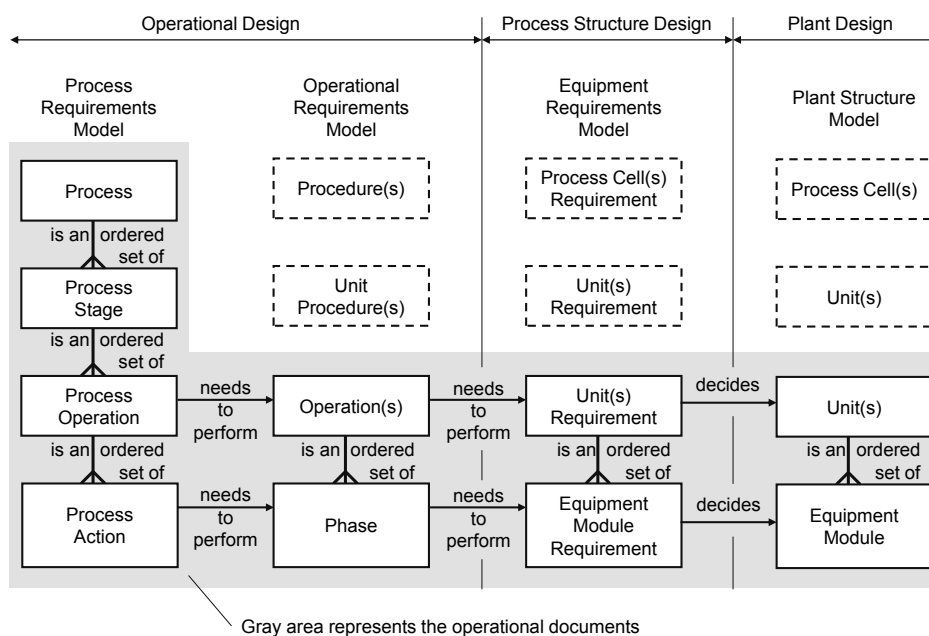 Operational Design
Process Structure Design
Plant Design
Process
Requirements
Model
Operational
Requirements
Model
Equipment
Requirements
Model
Plant Structure
Model
Process
Procedure(s)
Process Cell(s)
Requirement
Process Cell(s)
is an ordered
set of
Process
Stage
Unit
Procedure(s)
Unit(s)
Requirement
Unit(s)
is an ordered
set of
Process
Operation
needs
to
perform
Operation(s)
needs
to
perform
Unit(s)
Requirement
decides
Unit(s)
is an ordered
set of
is an ordered
set of
is an ordered
set of
is an ordered
set of
Process
Action
needs
to
perform
Phase
needs
to
perform
Equipment
Module
Requirement
decides
Equipment
Module
Gray area represents the operational documents